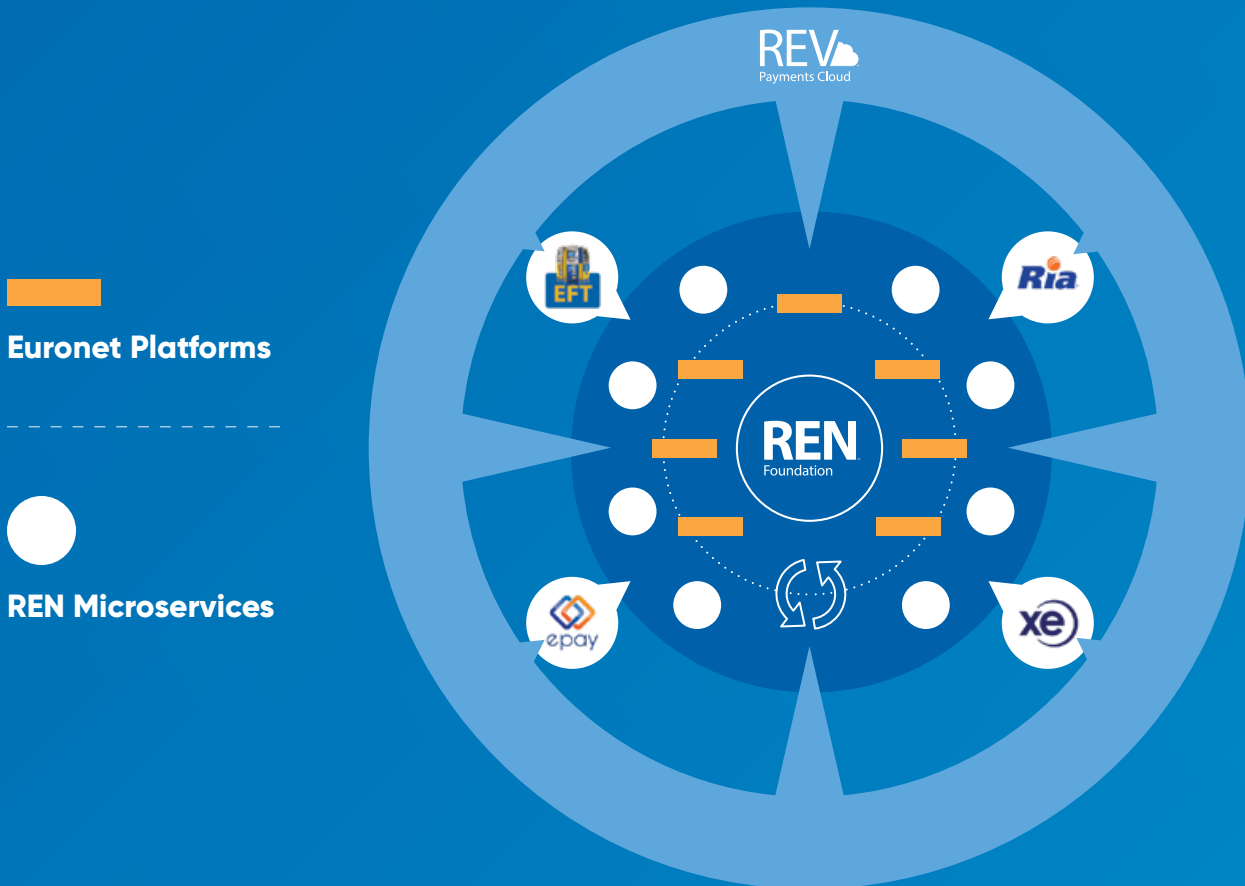 REV
Payments Cloud
EFT
Ria
Euronet Platforms
REN
Foundation
REN Microservices
epay
xe